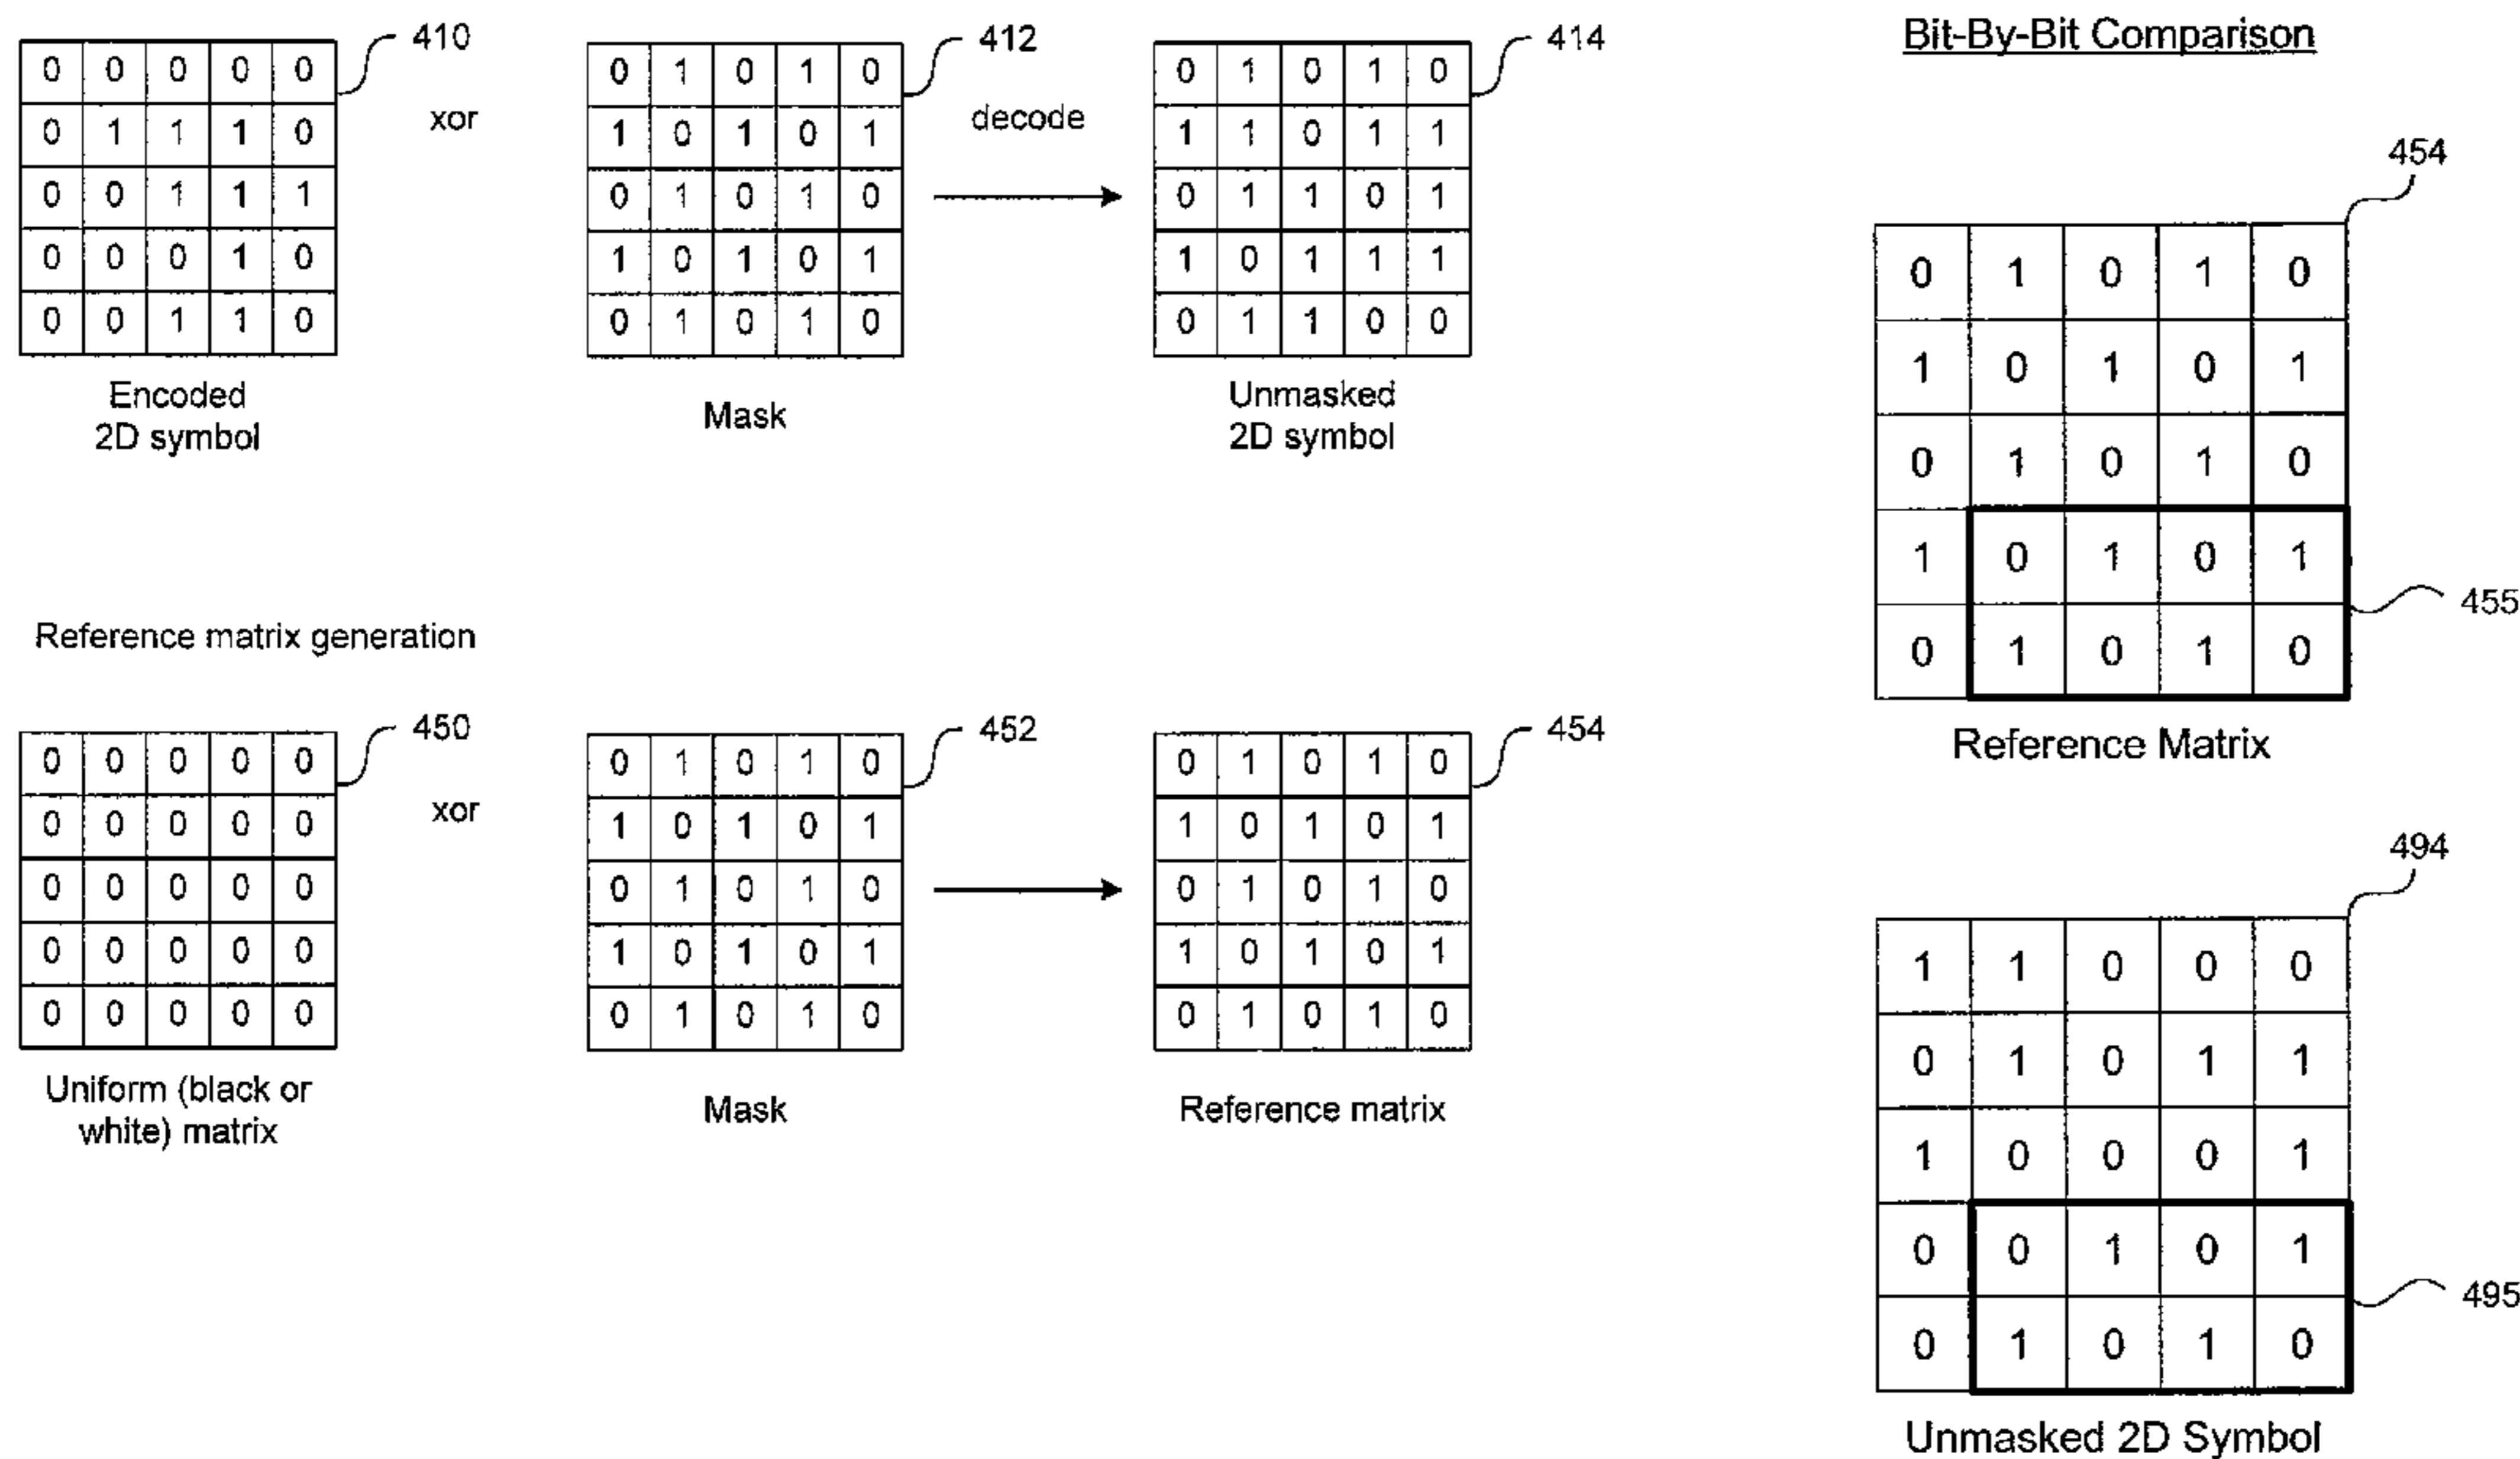 410
0 0 0 0 0
0 1 1 1 0
0 0 1 1 1
0 0 0 1 0
0 0 1 1 0
Encoded
2D symbol
xor
412
0 1 0 1 0
1 0 1 0 1
0 1 0 1 0
1 0 1 0 1
0 1 0 1 0
Mask
decode
414
0 1 0 1 0
1 1 0 1 1
0 1 1 0 1
1 0 1 1 1
0 1 1 0 0
Unmasked
2D symbol
Reference matrix generation
450
0 0 0 0 0
0 0 0 0 0
0 0 0 0 0
0 0 0 0 0
0 0 0 0 0
Uniform (black or
white) matrix
xor
452
0 1 0 1 0
1 0 1 0 1
0 1 0 1 0
1 0 1 0 1
0 1 0 1 0
Mask
454
0 1 0 1 0
1 0 1 0 1
0 1 0 1 0
1 0 1 0 1
0 1 0 1 0
Reference matrix
Bit-By-Bit Comparison
454
0 1 0 1 0
1 0 1 0 1
0 1 0 1 0
1 0 1 0 1
455
0 1 0 1 0
Reference Matrix
494
1 1 0 0 0
0 1 0 1 1
1 0 0 0 1
0 0 1 0 1
495
0 1 0 1 0
Unmasked 2D Symbol